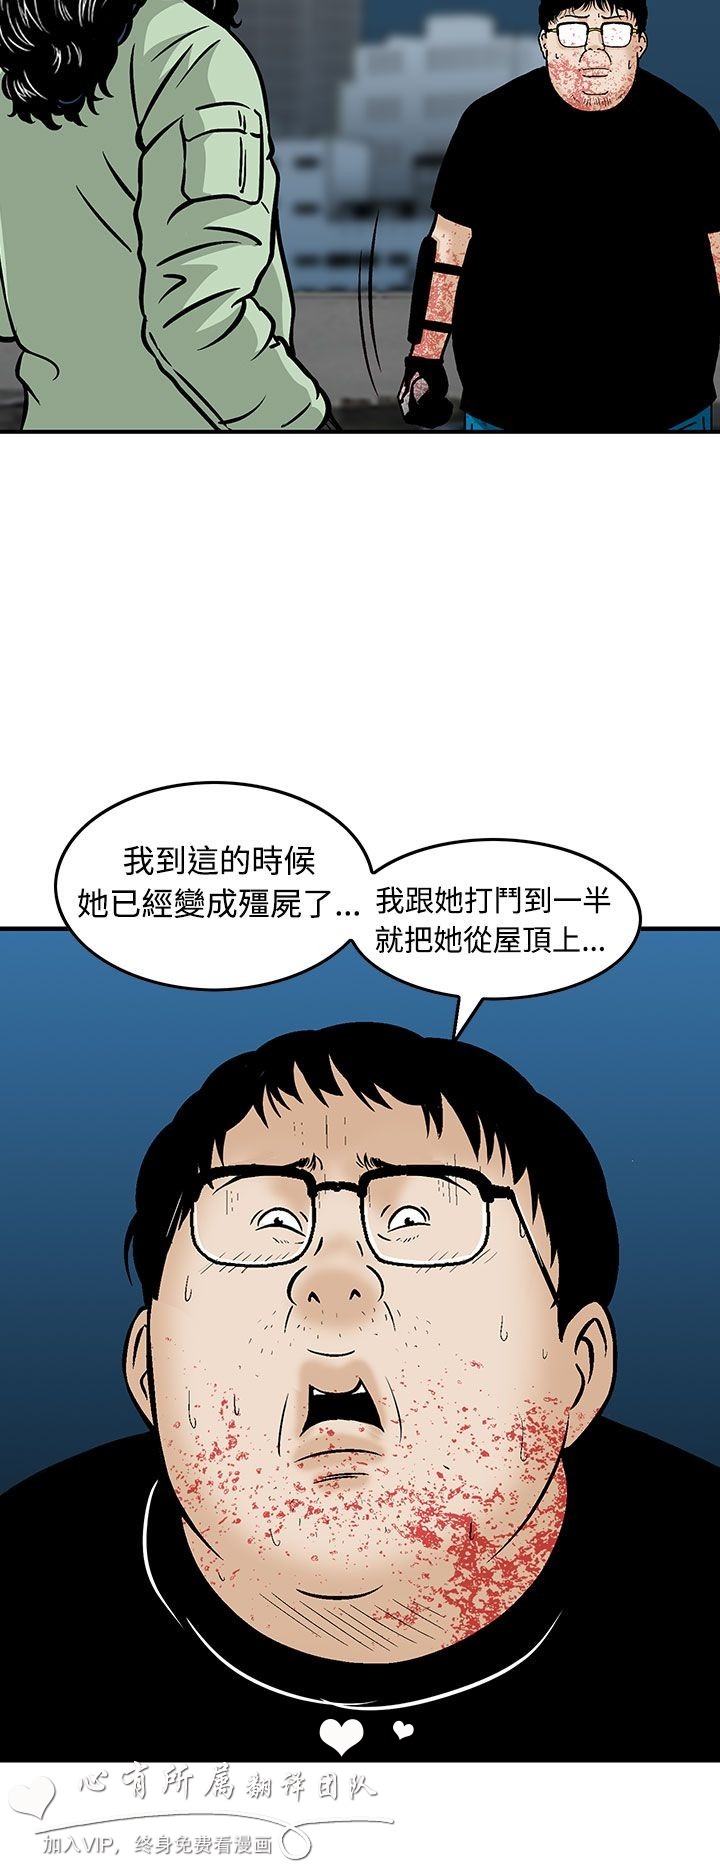 我到這的時候
她已經變成殭屍了...
我跟她打鬥到一半
就把她從屋頂上...
心有所属翻译团队
加入VIP，终身免费看漫画